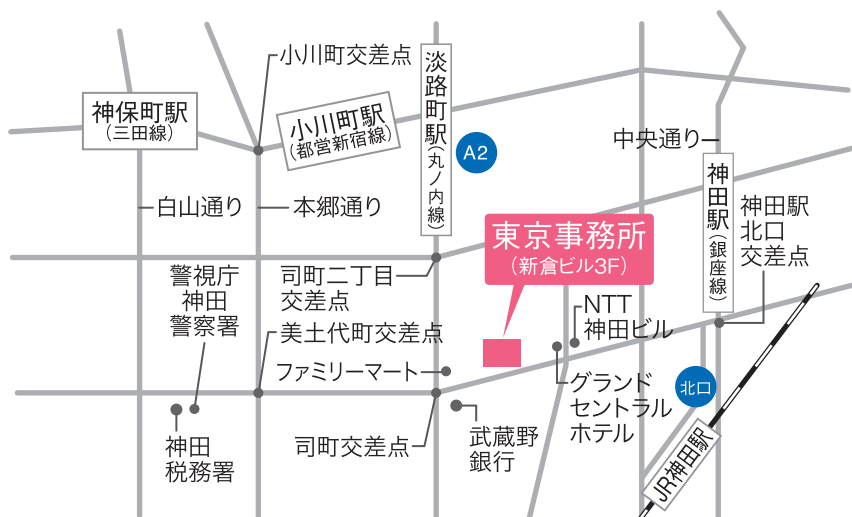 小川町交差点
神保町駅
（三田線）
小川町駅
（都営新宿線）
淡路町駅（丸ノ内線）
A2
中央通り
神田駅（銀座線）
神田駅
北口
交差点
白山通り
本郷通り
東京事務所
（新倉ビル3F）
警視庁
神田
警察署
司町二丁目
交差点
NTT
神田ビル
美土代町交差点
ファミリーマート
グランド
セントラル
ホテル
北口
神田
税務署
司町交差点
武蔵野
銀行
JR神田駅